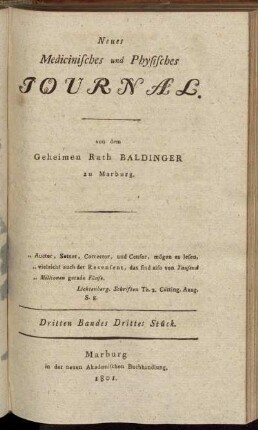 Neues
Medicinisches und Physisches
JOURNAL.
von dem
Geheimen Rath BALDINGER
zu Marburg.
„ Autor, Setzer, Corrector, und Censor, mögen es lesen,
„ vielleicht auch der Recensent, das sind also von Tausend
„ Millionen gerade Fünfe.
Lichtenberg. Schriften Th. 2. Götting. Ausg.
S. 8.
Dritten Bandes Drittes Stück.
Marburg
in der neuen Akademischen Buchhandlung,
1801.